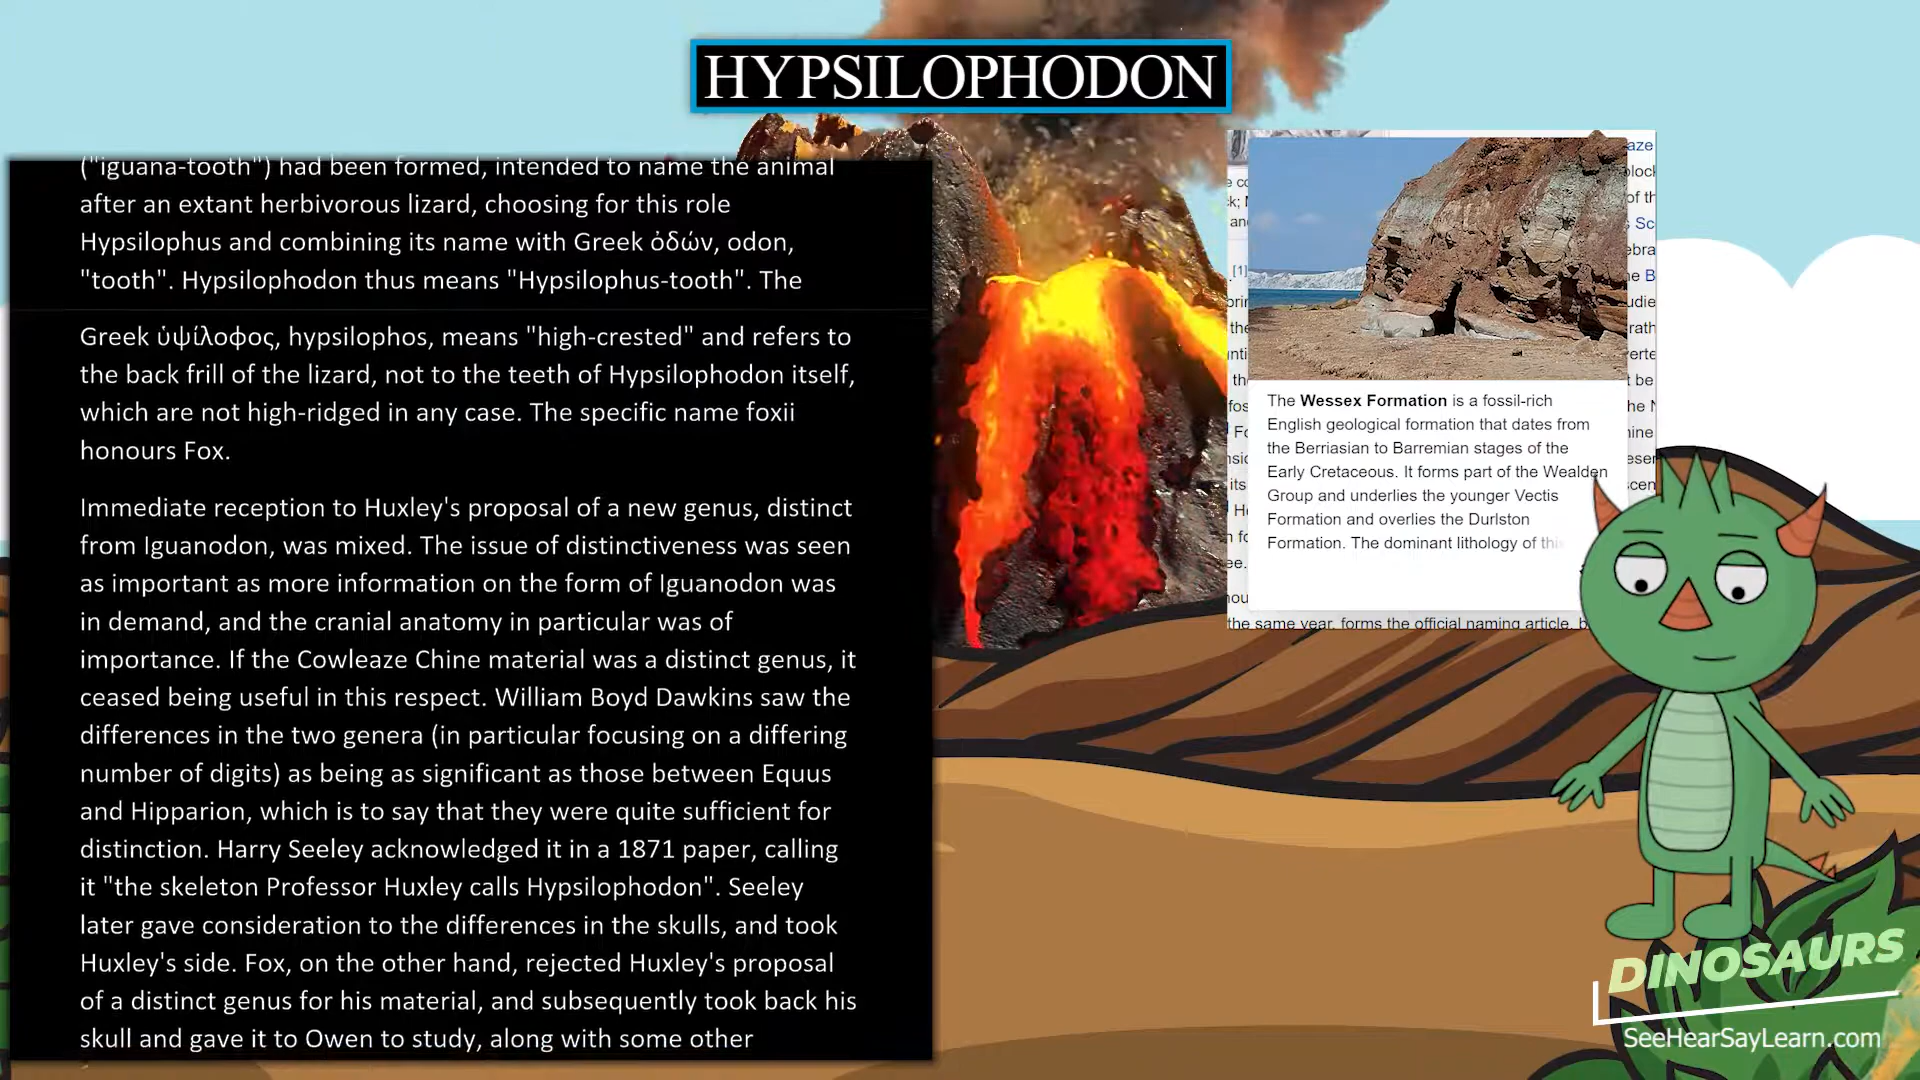 HYPSILOPHODON
("iguana-tooth") had been formed, intended to name the animal
after an extant herbivorous lizard, choosing for this role
Hypsilophus and combining its name with Greek ὀδών, odon,
"tooth". Hypsilophodon thus means "Hypsilophus-tooth". The
Greek ὑψίλοφος, hypsilophos, means "high-crested" and refers to
the back frill of the lizard, not to the teeth of Hypsilophodon itself,
which are not high-ridged in any case. The specific name foxii
honours Fox.
Immediate reception to Huxley's proposal of a new genus, distinct
from Iguanodon, was mixed. The issue of distinctiveness was seen
as important as more information on the form of Iguanodon was
in demand, and the cranial anatomy in particular was of
importance. If the Cowleaze Chine material was a distinct genus, it
ceased being useful in this respect. William Boyd Dawkins saw the
differences in the two genera (in particular focusing on a differing
number of digits) as being as significant as those between Equus
and Hipparion, which is to say that they were quite sufficient for
distinction. Harry Seeley acknowledged it in a 1871 paper, calling
it "the skeleton Professor Huxley calls Hypsilophodon". Seeley
later gave consideration to the differences in the skulls, and took
Huxley's side. Fox, on the other hand, rejected Huxley's proposal
of a distinct genus for his material, and subsequently took back his
skull and gave it to Owen to study, along with some other
The Wessex Formation is a fossil-rich
English geological formation that dates from
the Berriasian to Barremian stages of the
Early Cretaceous. It forms part of the Wealden
Group and underlies the younger Vectis
Formation and overlies the Durlston
Formation. The dominant lithology of this
the same year, forms the official naming article, b
DINOSAURS
SeeHearSayLearn.com